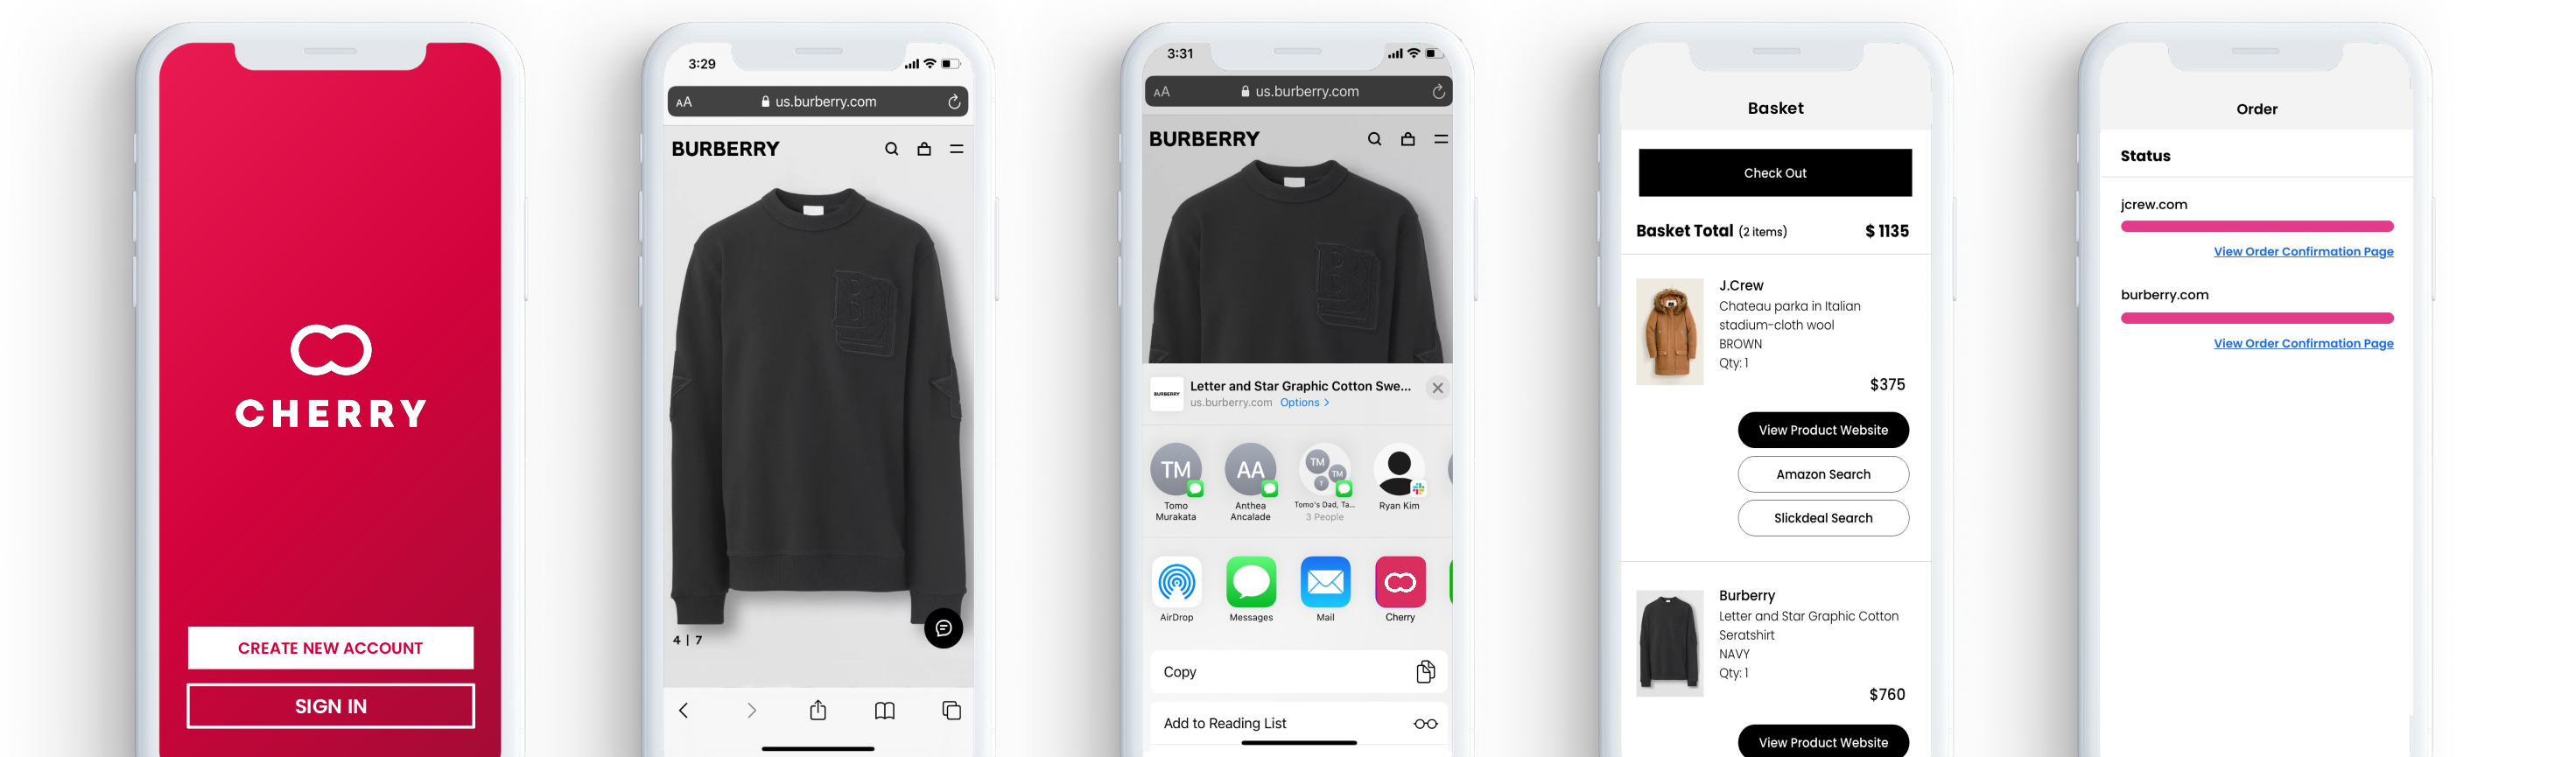 CHERRY
CREATE NEW ACCOUNT
SIGN IN
3:29
AA us.burberry.com
BURBERRY
B
4 | 7
3:31
AA us.burberry.com
BURBERRY
B
BURBERRY
Letter and Star Graphic Cotton Swe...
us.burberry.com Options >
TM AA TM TM T
Tomo Murakata
Anthea Ancalade
Tomo's Dad, Ta...
3 People
Ryan Kim
AirDrop
Messages
Mail
Cherry
Copy
Add to Reading List
Basket
Check Out
Basket Total (2 items) $ 1135
J.Crew
Chateau parka in Italian
stadium-cloth wool
BROWN
Qty: 1
$375
View Product Website
Amazon Search
Slickdeal Search
Burberry
Letter and Star Graphic Cotton
Seratshirt
NAVY
Qty: 1
$760
View Product Website
Order
Status
jcrew.com
View Order Confirmation Page
burberry.com
View Order Confirmation Page